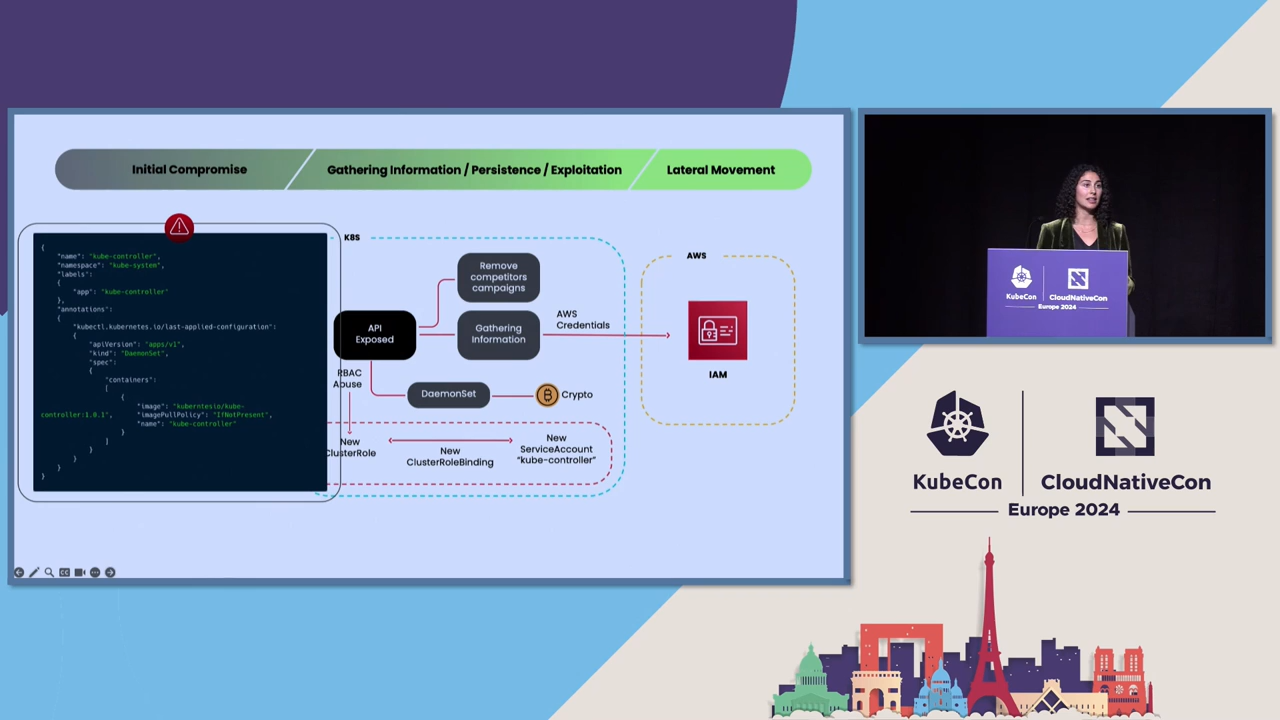 Initial Compromise
Gathering Information / Persistence / Exploitation
Lateral Movement
{
"name": "kube-controller",
"namespace": "kube-system",
"labels":
{
"app": "kube-controller"
},
"annotations":
{
"kubectl.kubernetes.io/last-applied-configuration":
{
"apiVersion": "apps/v1",
"kind": "DaemonSet",
"spec":
{
"containers":
[
{
"image": "kuberntesio/kube-
controller:1.0.1",
"imagePullPolicy": "IfNotPresent",
"name": "kube-controller"
}
]
}
}
}
}
K8S
API
Exposed
Remove
competitors
campaigns
Gathering
Information
AWS
Credentials
RBAC
Abuse
DaemonSet
Crypto
New
ClusterRole
New
ClusterRoleBinding
New
ServiceAccount
"kube-controller"
AWS
IAM
KubeCon
CloudNativeCon
Europe 2024
KubeCon
CloudNativeCon
Europe 2024